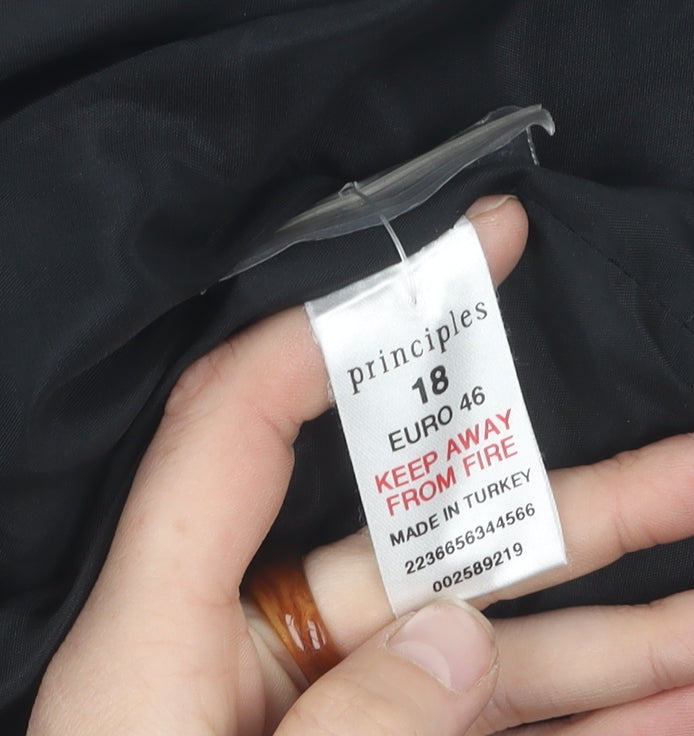 principles
18
EURO 46
KEEP AWAY
FROM FIRE
MADE IN TURKEY
2236656344566
002589219